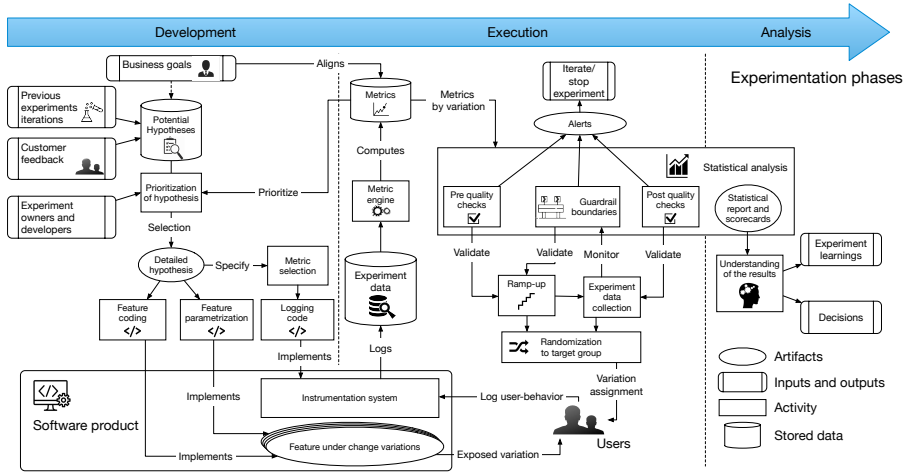 Development
Execution
Analysis
Experimentation phases
Business goals
Aligns
Previous
experiments
iterations
Customer
feedback
Experiment
owners and
developers
Potential
Hypotheses
Prioritization
of hypothesis
Prioritize
Selection
Detailed
hypothesis
Specify
Metric
selection
Feature
coding
</>
Feature
parametrization
</>
Logging
code
</>
Implements
Implements
Implements
Metrics
Computes
Metric
engine
Experiment
data
Logs
Metrics
by variation
Iterate/
stop
experiment
Alerts
Statistical analysis
Pre quality
checks
Guardrail
boundaries
Post quality
checks
Statistical
report and
scorecards
Validate
Validate
Monitor
Validate
Ramp-up
Experiment
data
collection
Randomization
to target group
Variation
assignment
Understanding
of the results
Experiment
learnings
Decisions
</>
Software product
Instrumentation system
Feature under change variations
Log user-behavior
Exposed variation
Users
Artifacts
Inputs and outputs
Activity
Stored data